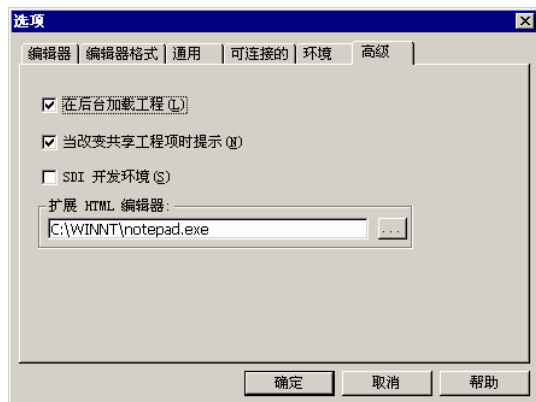 选项
编辑器 编辑器格式 通用 可连接的 环境 高级
在后台加载工程(L)
当改变共享工程项时提示(N)
SDI 开发环境(S)
扩展 HTML 编辑器:
C:\WINNT\notepad.exe ...
确定 取消 帮助